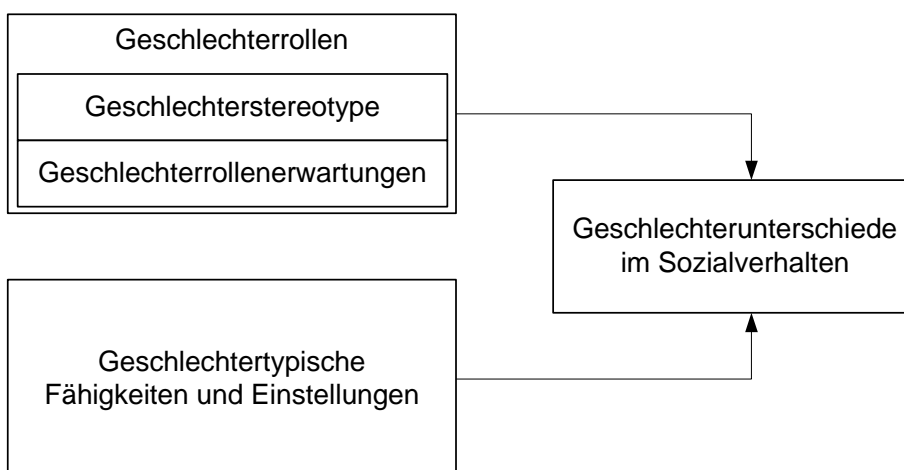 Geschlechterrollen
Geschlechterstereotype
Geschlechterrollenerwartungen
Geschlechterunterschiede
im Sozialverhalten
Geschlechtertypische
Fähigkeiten und Einstellungen